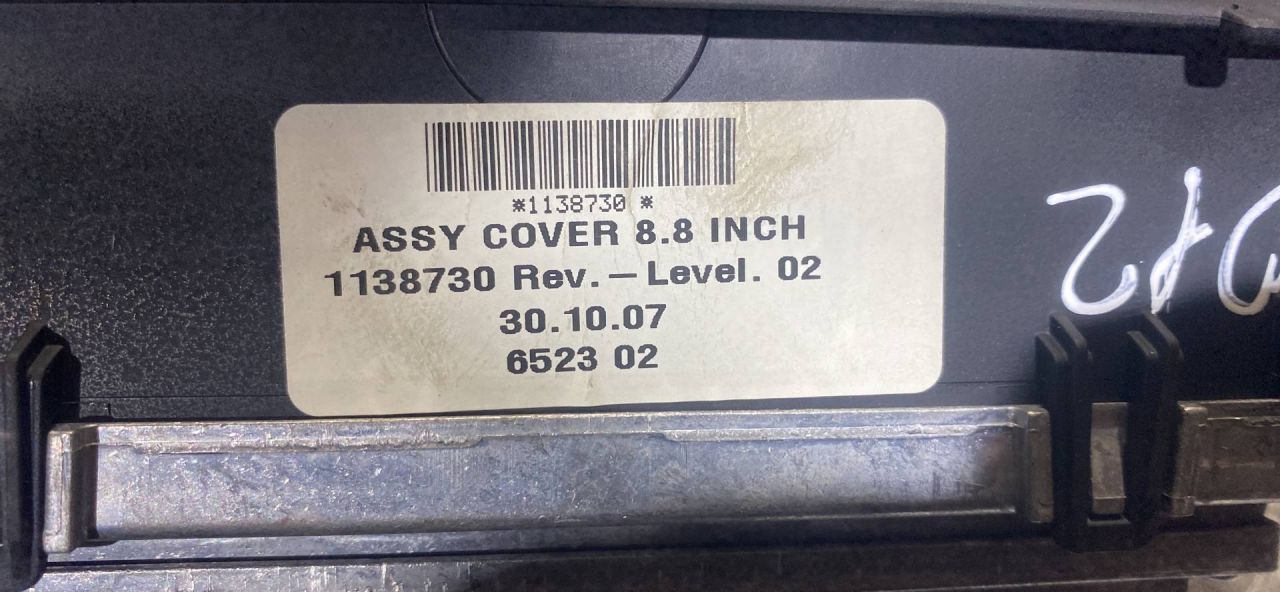 *1138730 *
ASSY COVER 8.8 INCH
1138730 Rev. – Level. 02
30.10.07
6523 02